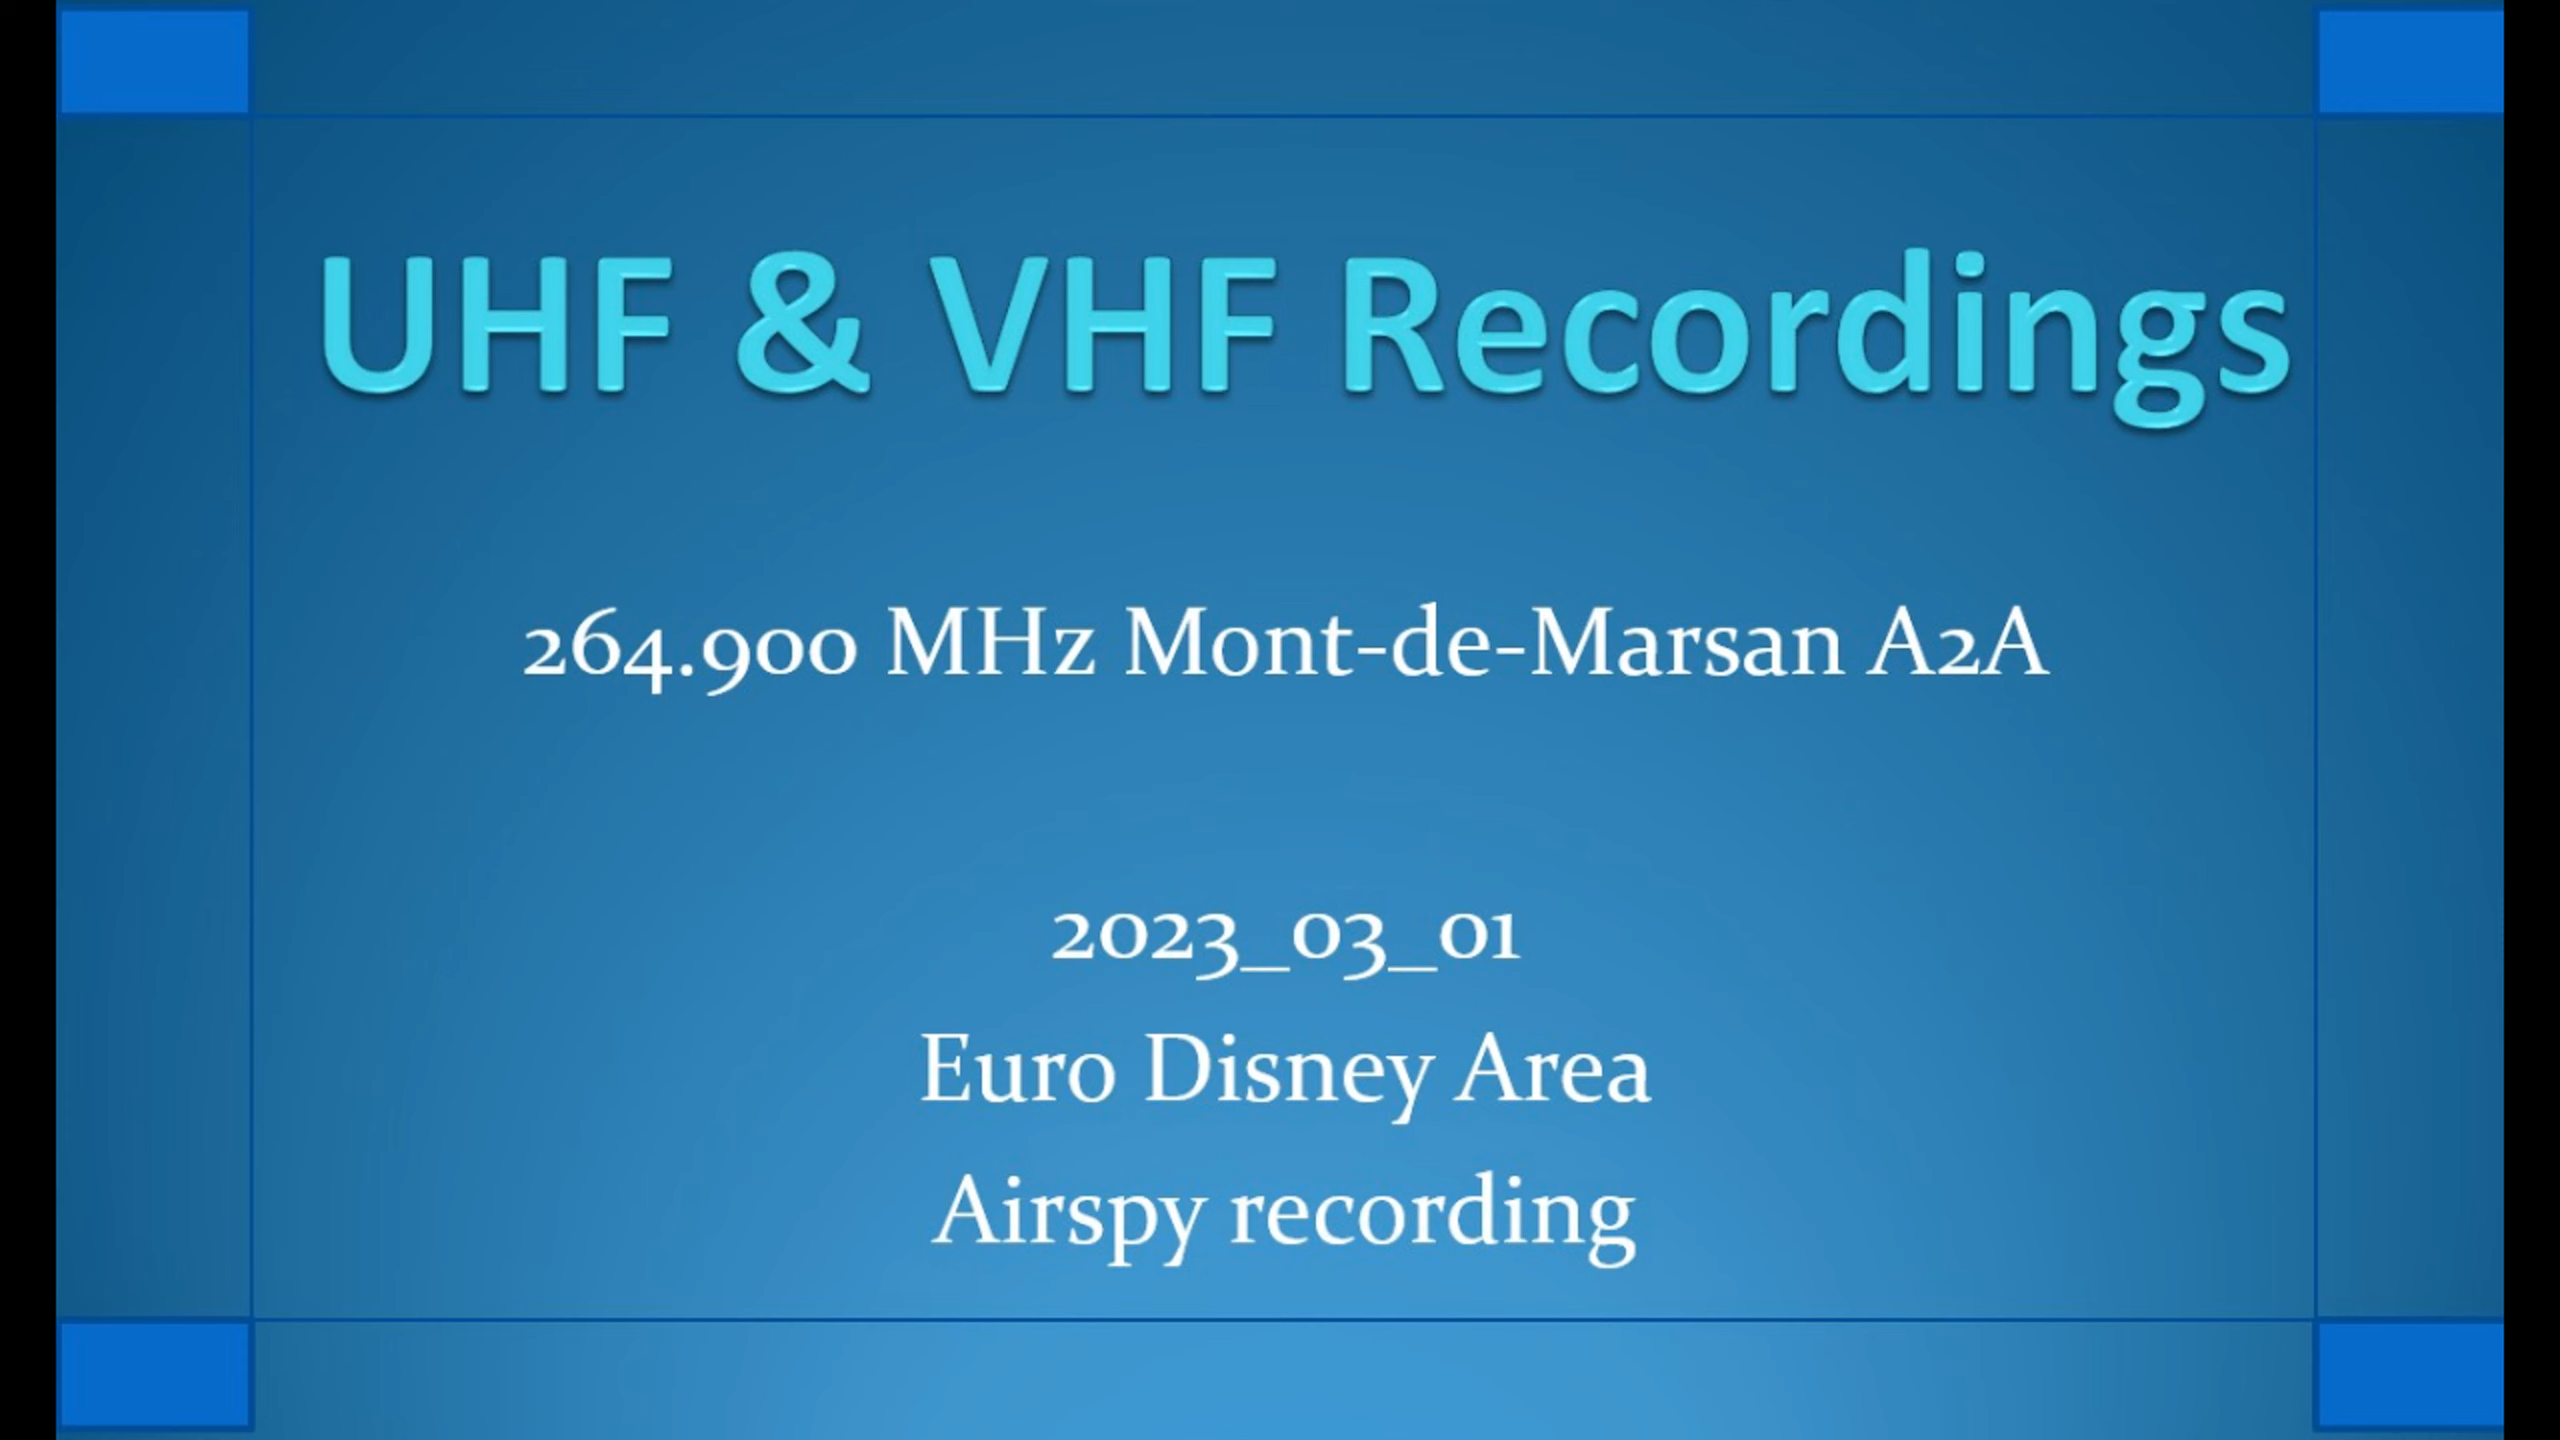 UHF & VHF Recordings
264.900 MHz Mont-de-Marsan A2A
2023_03_01
Euro Disney Area
Airspy recording